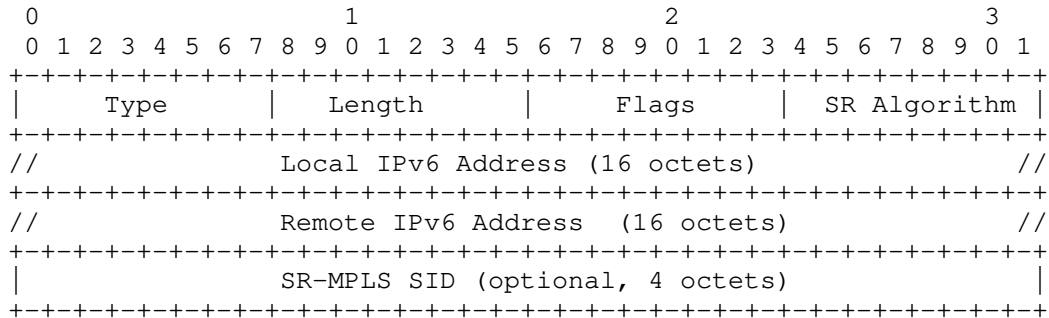 0                   1                   2                   3
 0 1 2 3 4 5 6 7 8 9 0 1 2 3 4 5 6 7 8 9 0 1 2 3 4 5 6 7 8 9 0 1
+-+-+-+-+-+-+-+-+-+-+-+-+-+-+-+-+-+-+-+-+-+-+-+-+-+-+-+-+-+-+-+-+
|     Type      |   Length      |     Flags     |  SR Algorithm |
+-+-+-+-+-+-+-+-+-+-+-+-+-+-+-+-+-+-+-+-+-+-+-+-+-+-+-+-+-+-+-+-+
//               Local IPv6 Address (16 octets)                //
+-+-+-+-+-+-+-+-+-+-+-+-+-+-+-+-+-+-+-+-+-+-+-+-+-+-+-+-+-+-+-+-+
//               Remote IPv6 Address  (16 octets)              //
+-+-+-+-+-+-+-+-+-+-+-+-+-+-+-+-+-+-+-+-+-+-+-+-+-+-+-+-+-+-+-+-+
|                SR-MPLS SID (optional, 4 octets)               |
+-+-+-+-+-+-+-+-+-+-+-+-+-+-+-+-+-+-+-+-+-+-+-+-+-+-+-+-+-+-+-+-+